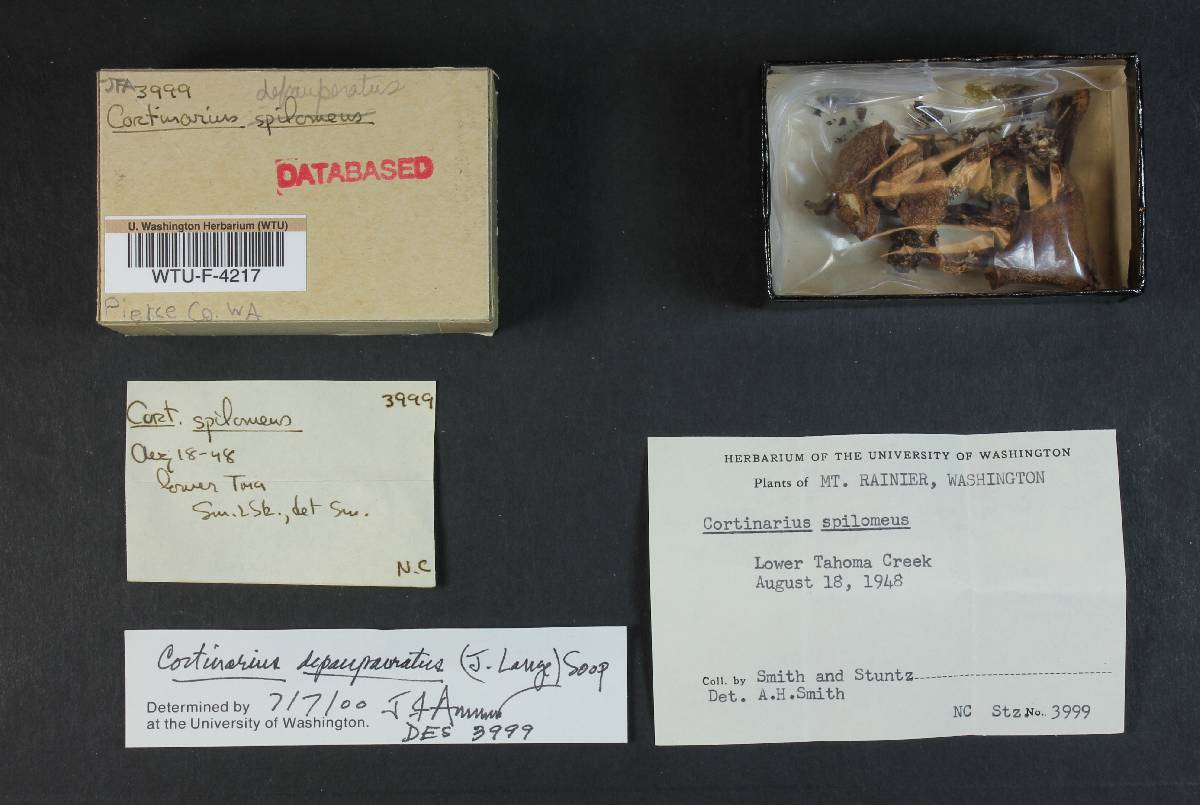 JFA 3999 depauperatus
Cortinarius spilomeus
DATABASED
U. Washington Herbarium (WTU)
WTU-F-4217
Pierce Co. WA
3999
Cort. spilomeus
Aug 18-48
lower Toma
Sm. & Sk., det Sm.
N.C
Cortinarius depauperatus (J. Lange) Soop
Determined by 7/7/00
at the University of Washington.
DES 3999
HERBARIUM OF THE UNIVERSITY OF WASHINGTON
Plants of MT. RAINIER, WASHINGTON
Cortinarius spilomeus
Lower Tahoma Creek
August 18, 1948
Coll. by Smith and Stuntz
Det. A.H.Smith
NC Stz No. 3999